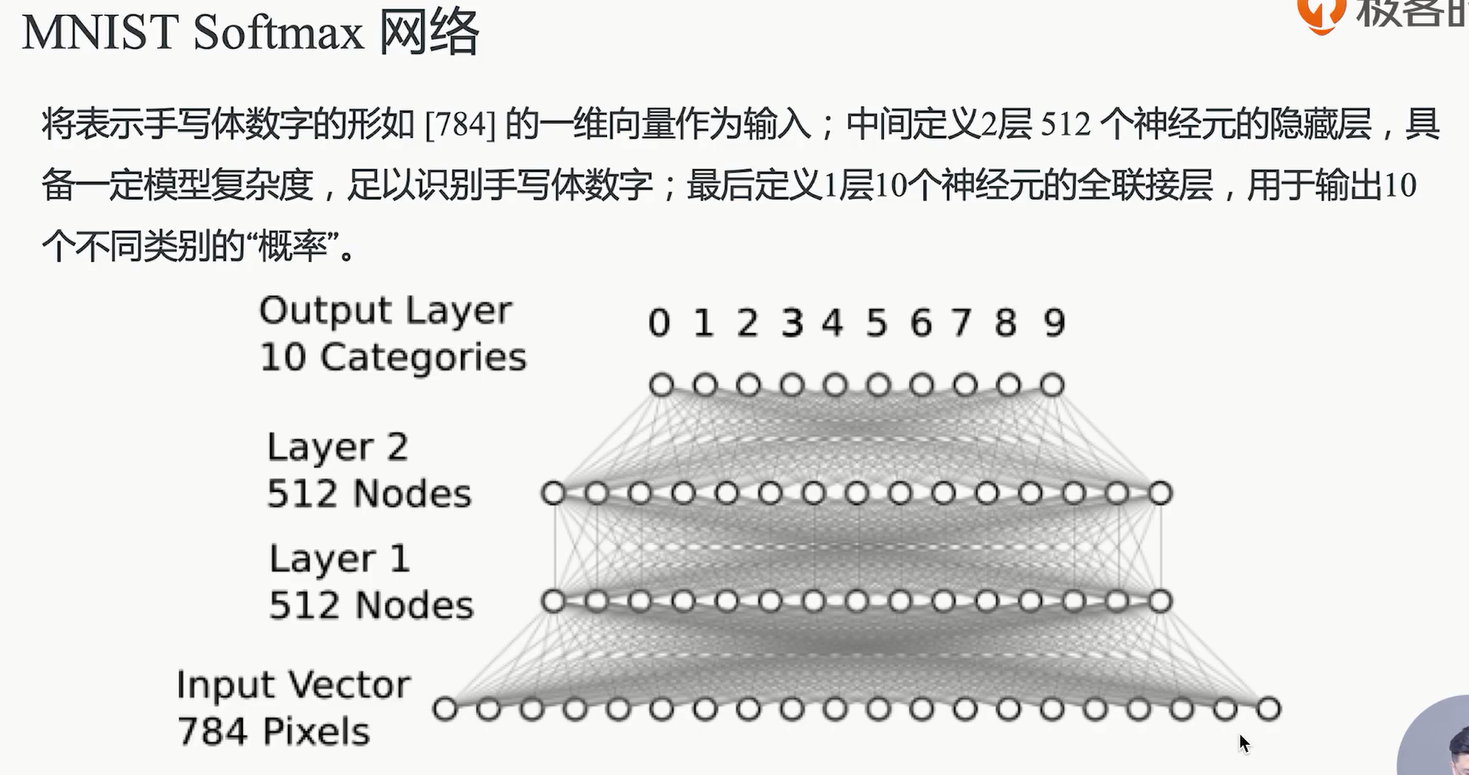 MNIST Softmax 网络
极客时
将表示手写体数字的形如 [784] 的一维向量作为输入；中间定义2层 512 个神经元的隐藏层，具
备一定模型复杂度，足以识别手写体数字；最后定义1层10个神经元的全联接层，用于输出10
个不同类别的“概率”。
Output Layer
10 Categories
0 1 2 3 4 5 6 7 8 9
Layer 2
512 Nodes
Layer 1
512 Nodes
Input Vector
784 Pixels